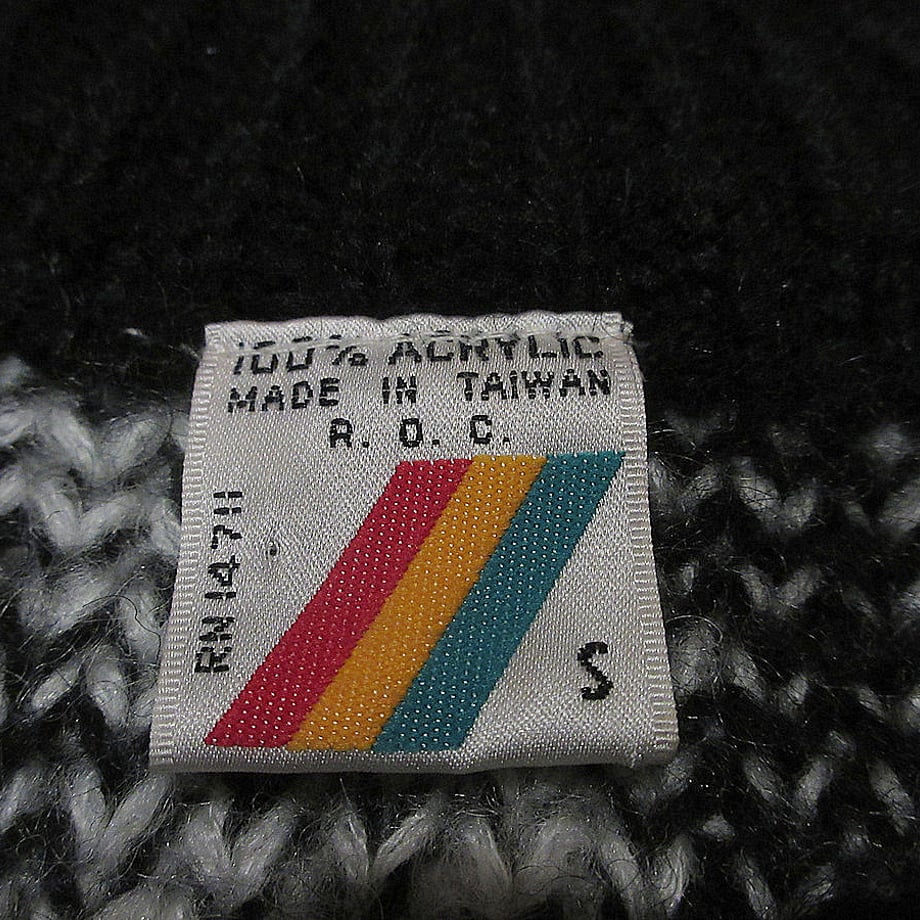 100% ACRYLIC
MADE IN TAIWAN
R. O. C.
RN 14711
S